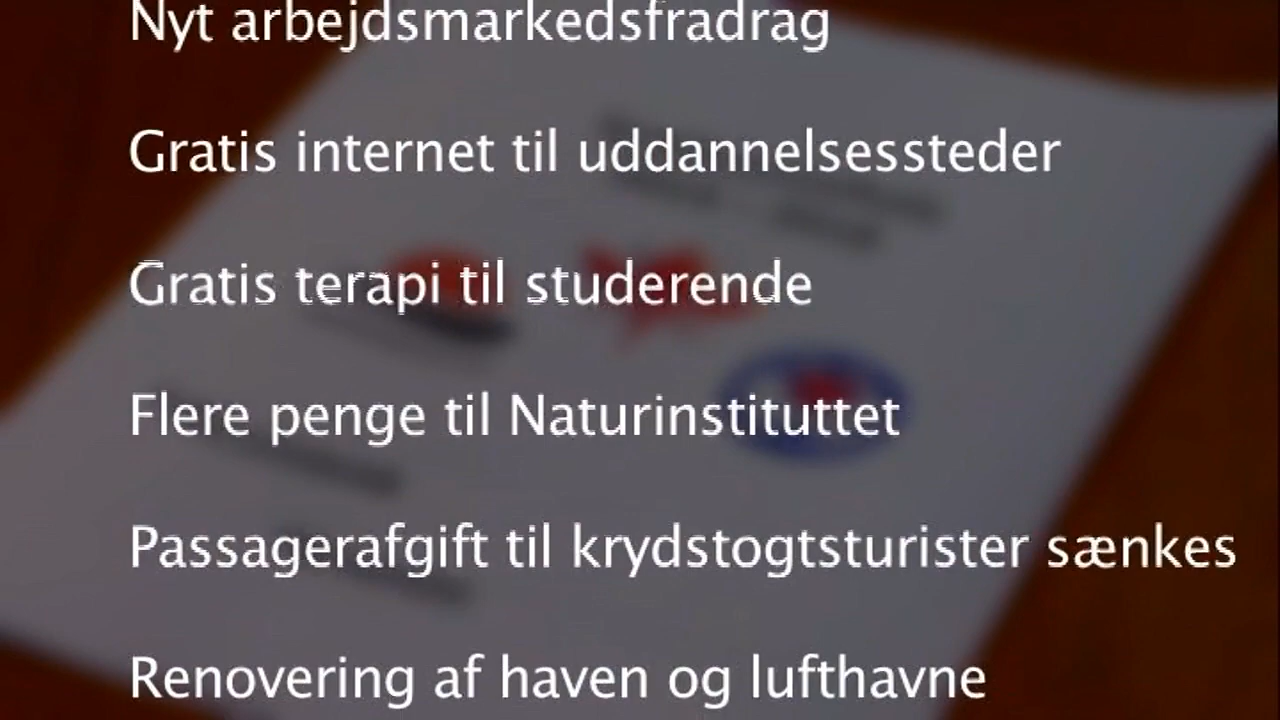 Nyt arbejdsmarkedsfradrag
Gratis internet til uddannelsessteder
Gratis terapi til studerende
Flere penge til Naturinstituttet
Passagerafgift til krydstogtsturister sænkes
Renovering af haven og lufthavne